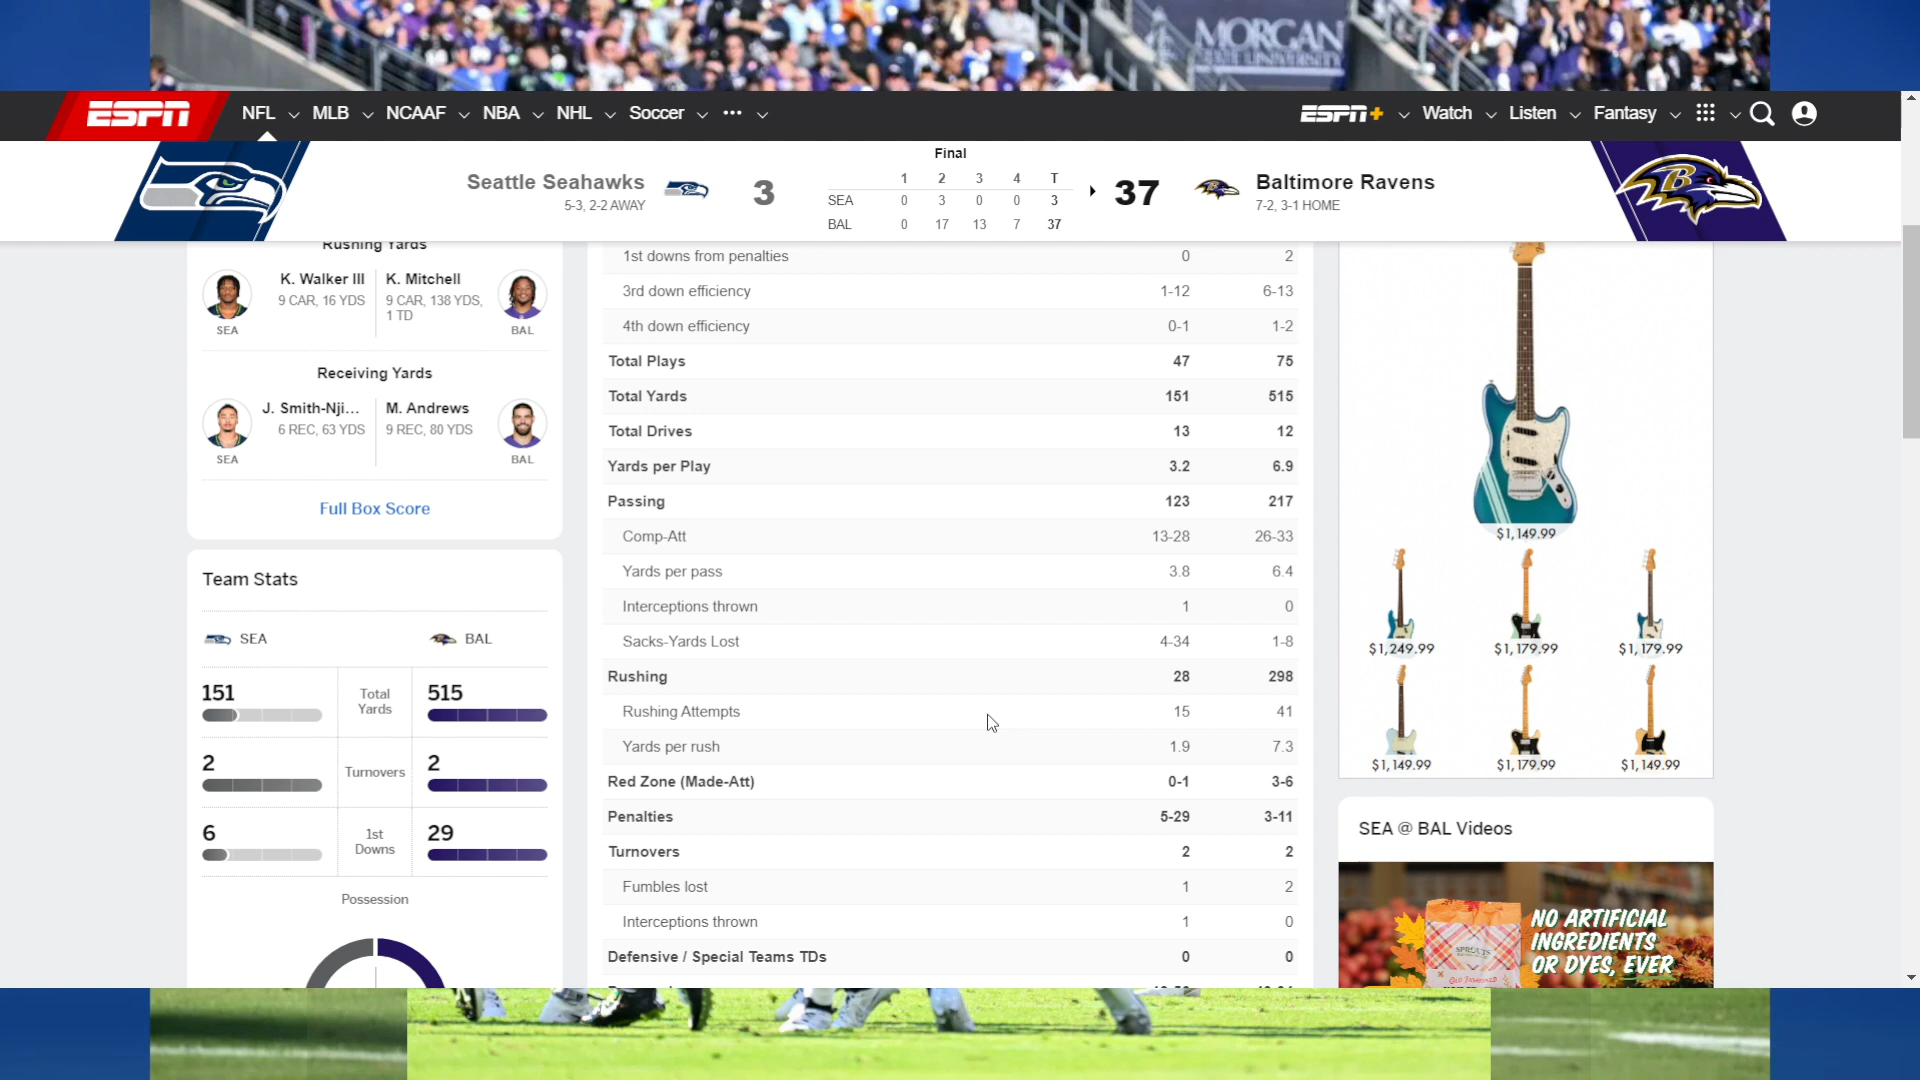 MORGAN
STATE UNIVERSITY
ESPN NFL MLB NCAAF NBA NHL Soccer ••• ESPN+ Watch Listen Fantasy
Final
Seattle Seahawks
5-3, 2-2 AWAY
3
1 2 3 4 T
SEA 0 3 0 0 3
BAL 0 17 13 7 37
37
Baltimore Ravens
7-2, 3-1 HOME
Rushing Yards
K. Walker III
9 CAR, 16 YDS
SEA
K. Mitchell
9 CAR, 138 YDS,
1 TD
BAL
Receiving Yards
J. Smith-Nji...
6 REC, 63 YDS
SEA
M. Andrews
9 REC, 80 YDS
BAL
Full Box Score
Team Stats
SEA BAL
151 Total Yards 515
2 Turnovers 2
6 1st Downs 29
Possession
1st downs from penalties 0 2
3rd down efficiency 1-12 6-13
4th down efficiency 0-1 1-2
Total Plays 47 75
Total Yards 151 515
Total Drives 13 12
Yards per Play 3.2 6.9
Passing 123 217
Comp-Att 13-28 26-33
Yards per pass 3.8 6.4
Interceptions thrown 1 0
Sacks-Yards Lost 4-34 1-8
Rushing 28 298
Rushing Attempts 15 41
Yards per rush 1.9 7.3
Red Zone (Made-Att) 0-1 3-6
Penalties 5-29 3-11
Turnovers 2 2
Fumbles lost 1 2
Interceptions thrown 1 0
Defensive / Special Teams TDs 0 0
$1,149.99
$1,249.99 $1,179.99 $1,179.99
$1,149.99 $1,179.99 $1,149.99
SEA @ BAL Videos
SPROUTS
NO ARTIFICIAL
INGREDIENTS
OR DYES, EVER